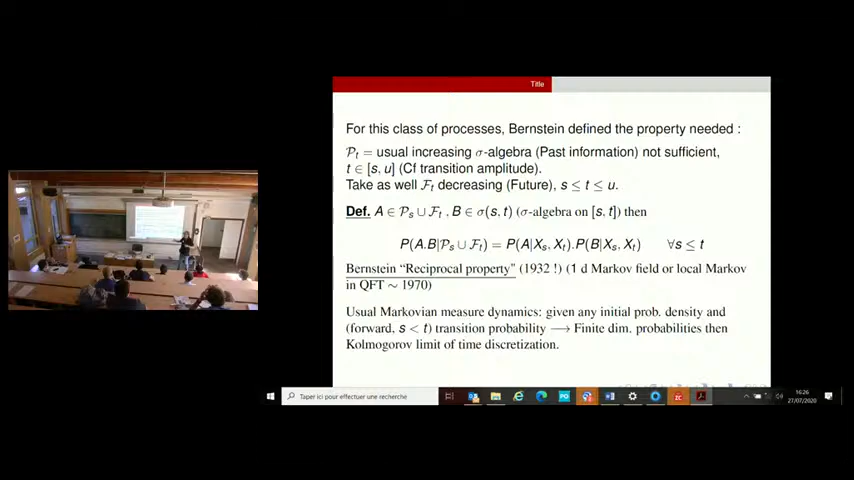 Title
For this class of processes, Bernstein defined the property needed :
𝒫ₜ = usual increasing σ-algebra (Past information) not sufficient,
t ∈ [s, u] (Cf transition amplitude).
Take as well ℱₜ decreasing (Future), s ≤ t ≤ u.
Def. A ∈ 𝒫ₛ ∪ ℱₜ , B ∈ σ(s, t) (σ-algebra on [s, t]) then
P(A.B|𝒫ₛ ∪ ℱₜ) = P(A|Xₛ, Xₜ).P(B|Xₛ, Xₜ) ∀s ≤ t
Bernstein “Reciprocal property" (1932 !) (1 d Markov field or local Markov
in QFT ∼ 1970)
Usual Markovian measure dynamics: given any initial prob. density and
(forward, s < t) transition probability ⟶ Finite dim. probabilities then
Kolmogorov limit of time discretization.
Taper ici pour effectuer une recherche
16:26
27/07/2020